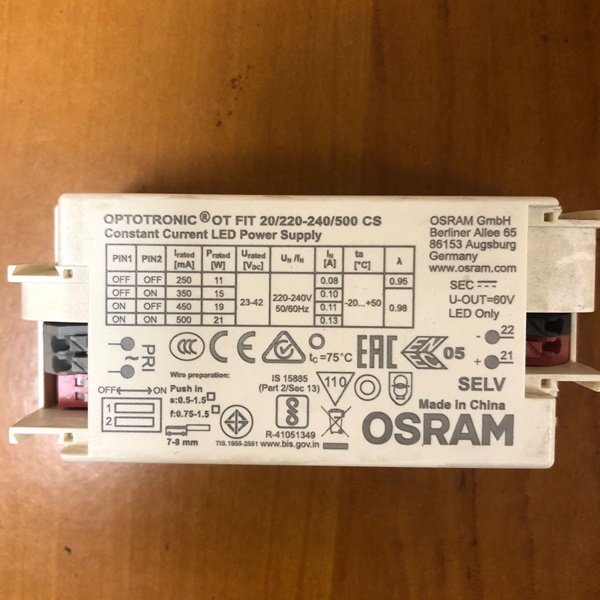 OPTOTRONIC® OT FIT 20/220-240/500 CS
Constant Current LED Power Supply
PIN1 PIN2 Irated [mA] Prated [W] Urated [VDC] UN /fN IN [A] ta [°C] λ
OFF OFF 250 11 23-42 220-240V 50/60Hz 0.08 -20...+50 0.95
OFF ON 350 15 0.10 0.98
ON OFF 450 19 0.11
ON ON 500 21 0.13
OSRAM GmbH
Berliner Allee 65
86153 Augsburg
Germany
www.osram.com
SEC
U-OUT=60V
LED Only
- 22
+ 21
SELV
PRI
~
CCC CE tc=75°C EAC ENEC 05
OFF ON
1
2
Wire preparation:
Push in
s:0.5-1.5
f:0.75-1.5
7-8 mm
IS 15885
(Part 2/Sec 13)
110
TIS.1955-2551
R-41051349
www.bis.gov.in
Made in China
OSRAM